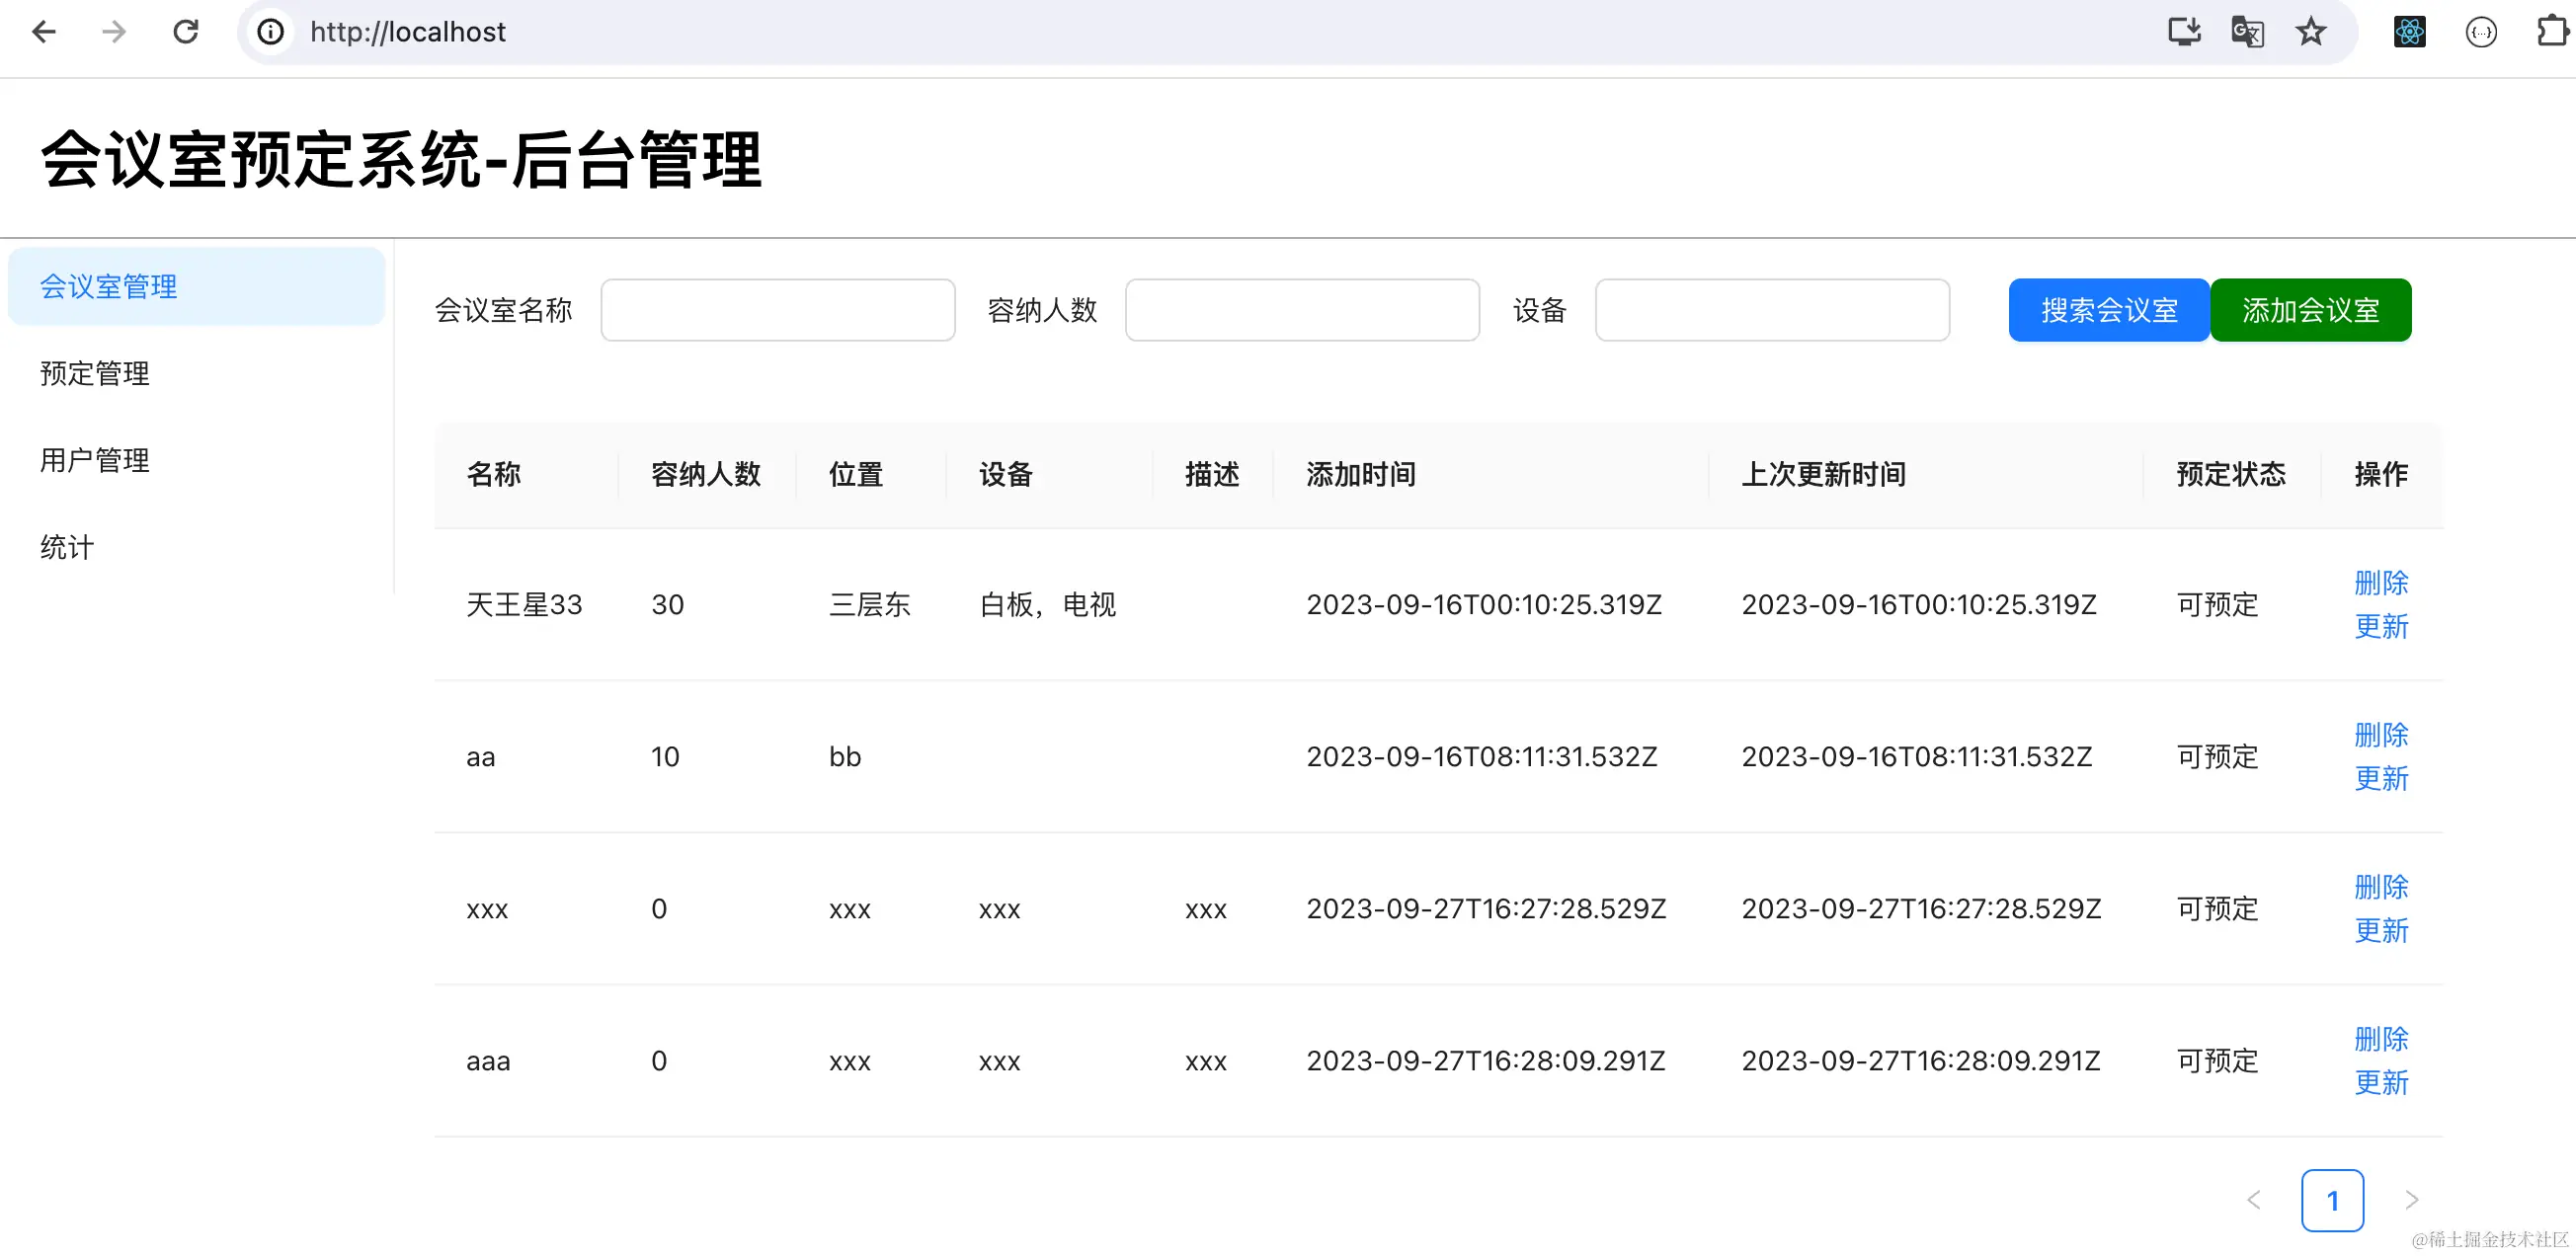 http://localhost
会议室预定系统-后台管理
会议室管理
预定管理
用户管理
统计
会议室名称 容纳人数 设备 搜索会议室 添加会议室
名称 容纳人数 位置 设备 描述 添加时间 上次更新时间 预定状态 操作
天王星33 30 三层东 白板，电视 2023-09-16T00:10:25.319Z 2023-09-16T00:10:25.319Z 可预定 删除
更新
aa 10 bb 2023-09-16T08:11:31.532Z 2023-09-16T08:11:31.532Z 可预定 删除
更新
xxx 0 xxx xxx xxx 2023-09-27T16:27:28.529Z 2023-09-27T16:27:28.529Z 可预定 删除
更新
aaa 0 xxx xxx xxx 2023-09-27T16:28:09.291Z 2023-09-27T16:28:09.291Z 可预定 删除
更新
1
@稀土掘金技术社区